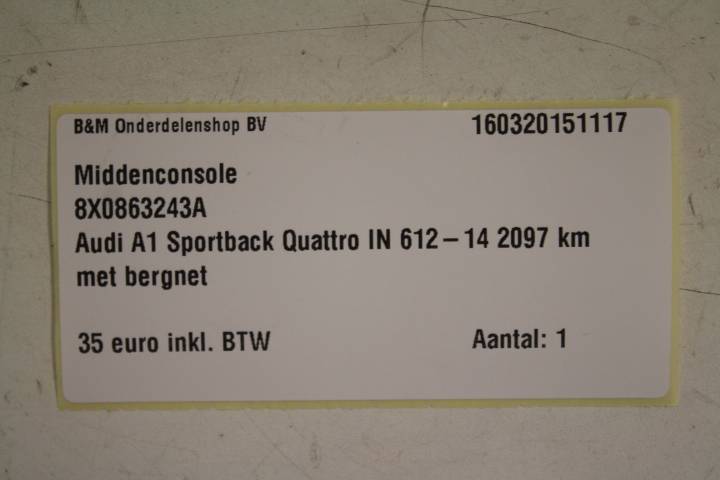 B&M Onderdelenshop BV 160320151117
Middenconsole
8X0863243A
Audi A1 Sportback Quattro IN 612-14 2097 km
met bergnet
35 euro inkl. BTW Aantal: 1